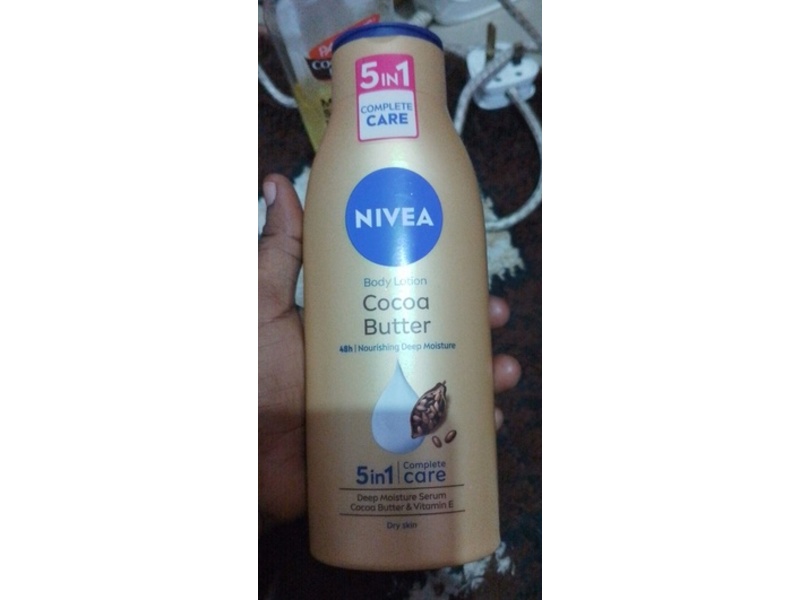 5IN1
COMPLETE
CARE
NIVEA
Body Lotion
Cocoa
Butter
48h | Nourishing Deep Moisture
5in1 | Complete
care
Deep Moisture Serum
Cocoa Butter & Vitamin E
Dry skin